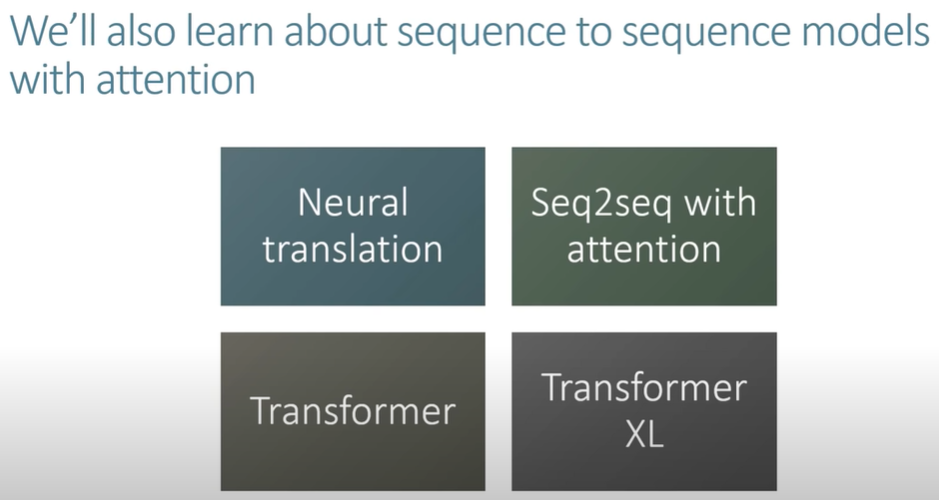 We’ll also learn about sequence to sequence models
with attention
Neural
translation
Seq2seq with
attention
Transformer
Transformer
XL